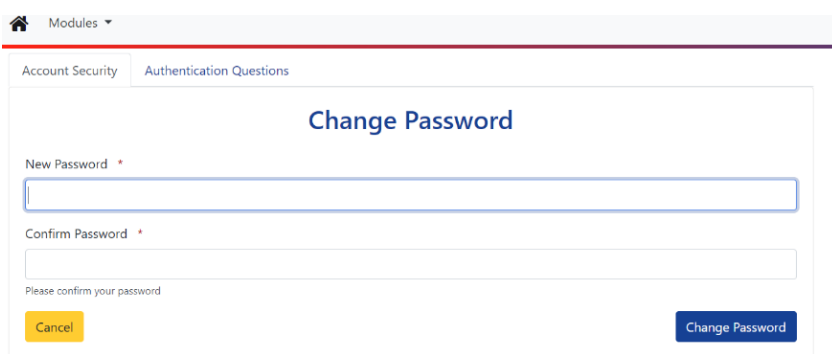 Modules
Account Security Authentication Questions
Change Password
New Password *
Confirm Password *
Please confirm your password
Cancel Change Password